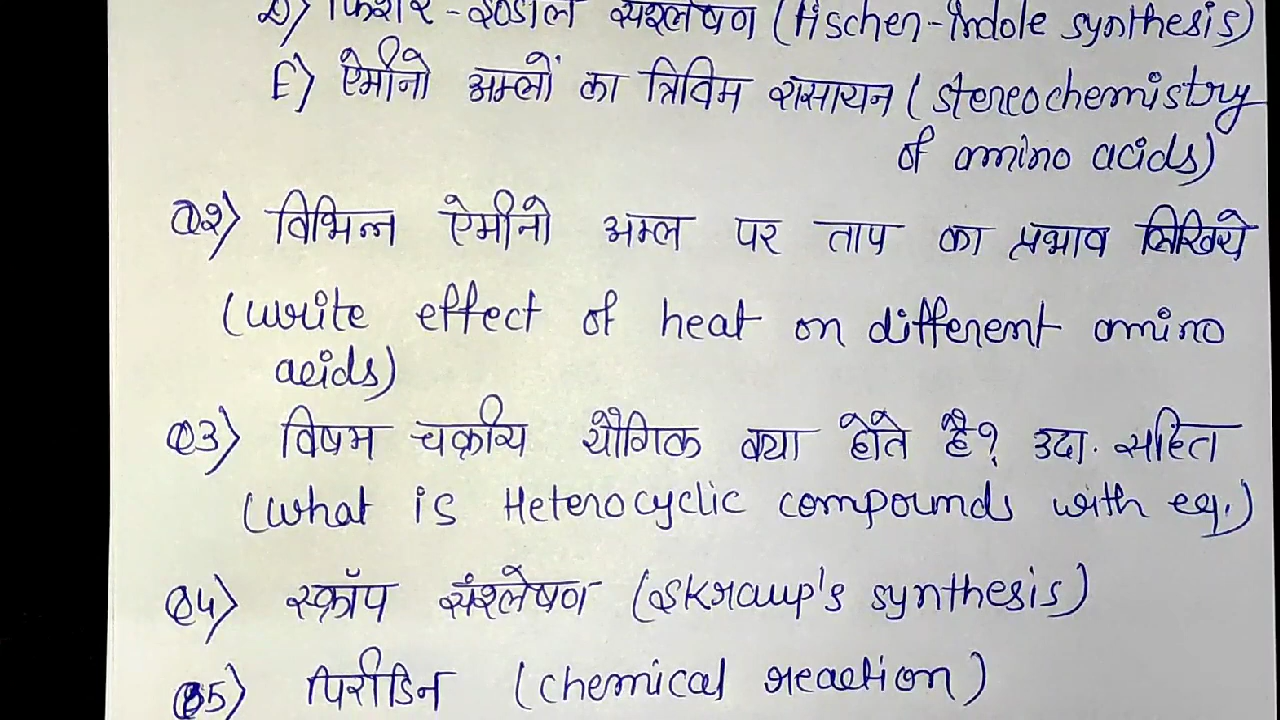 D) फिशर - इण्डोल संश्लेषण (Fischer-Indole synthesis)
E) ऐमीनो अम्लों का त्रिविम रासायन (stereochemistry
of amino acids)
Q2) विभिन्न ऐमीनो अम्ल पर ताप का प्रभाव लिखिये
(write effect of heat on different amino
acids)
Q3) विषम चक्रीय यौगिक क्या होते है? उदा. सहित
(what is Heterocyclic compounds with eg.)
Q4) स्क्रॉप संश्लेषण (Skraup's synthesis)
Q5) पिरीडिन (chemical reaction)